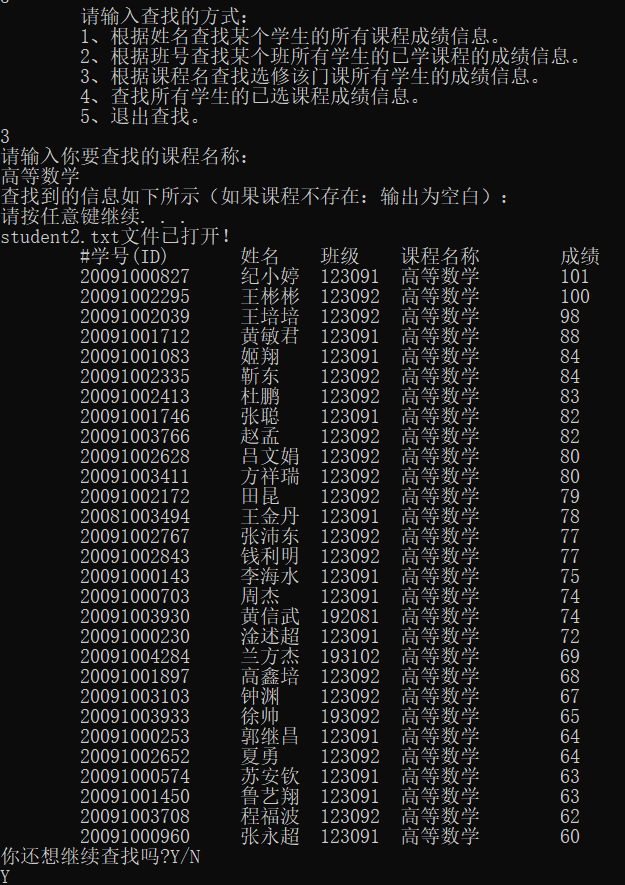 请输入查找的方式:
1、根据姓名查找某个学生的所有课程成绩信息。
2、根据班号查找某个班所有学生的已学课程的成绩信息。
3、根据课程名查找选修该门课所有学生的成绩信息。
4、查找所有学生的已选课程成绩信息。
5、退出查找。
3
请输入你要查找的课程名称:
高等数学
查找到的信息如下所示（如果课程不存在: 输出为空白）:
请按任意键继续. . .
student2.txt文件已打开!
#学号(ID) 姓名 班级 课程名称 成绩
20091000827 纪小婷 123091 高等数学 101
20091002295 王彬彬 123092 高等数学 100
20091002039 王培培 123092 高等数学 98
20091001712 黄敏君 123091 高等数学 88
20091001083 姬翔 123091 高等数学 84
20091002335 靳东 123092 高等数学 84
20091002413 杜鹏 123092 高等数学 83
20091001746 张聪 123091 高等数学 82
20091003766 赵孟 123092 高等数学 82
20091002628 吕文娟 123092 高等数学 80
20091003411 方祥瑞 123092 高等数学 80
20091002172 田昆 123092 高等数学 79
20081003494 王金丹 123091 高等数学 78
20091002767 张沛东 123092 高等数学 77
20091002843 钱利明 123092 高等数学 77
20091000143 李海水 123091 高等数学 75
20091000703 周杰 123091 高等数学 74
20091003930 黄信武 192081 高等数学 74
20091000230 淦述超 123091 高等数学 72
20091004284 兰方杰 193102 高等数学 69
20091001897 高鑫培 123092 高等数学 68
20091003103 钟渊 123092 高等数学 67
20091003933 徐帅 193092 高等数学 65
20091000253 郭继昌 123091 高等数学 64
20091002652 夏勇 123092 高等数学 64
20091000574 苏安钦 123091 高等数学 63
20091001450 鲁艺翔 123091 高等数学 63
20091003708 程福波 123092 高等数学 62
20091000960 张永超 123091 高等数学 60
你还想继续查找吗?Y/N
Y